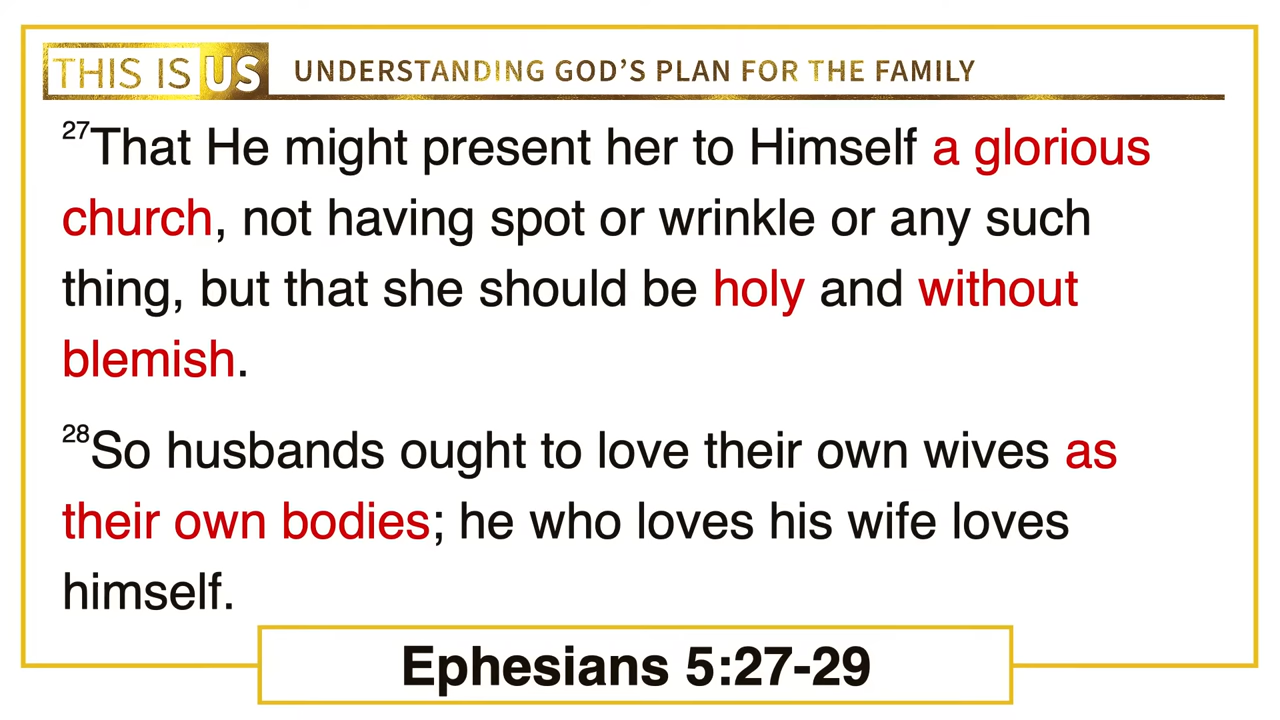 THIS IS US UNDERSTANDING GOD'S PLAN FOR THE FAMILY
27That He might present her to Himself a glorious
church, not having spot or wrinkle or any such
thing, but that she should be holy and without
blemish.
28So husbands ought to love their own wives as
their own bodies; he who loves his wife loves
himself.
Ephesians 5:27-29